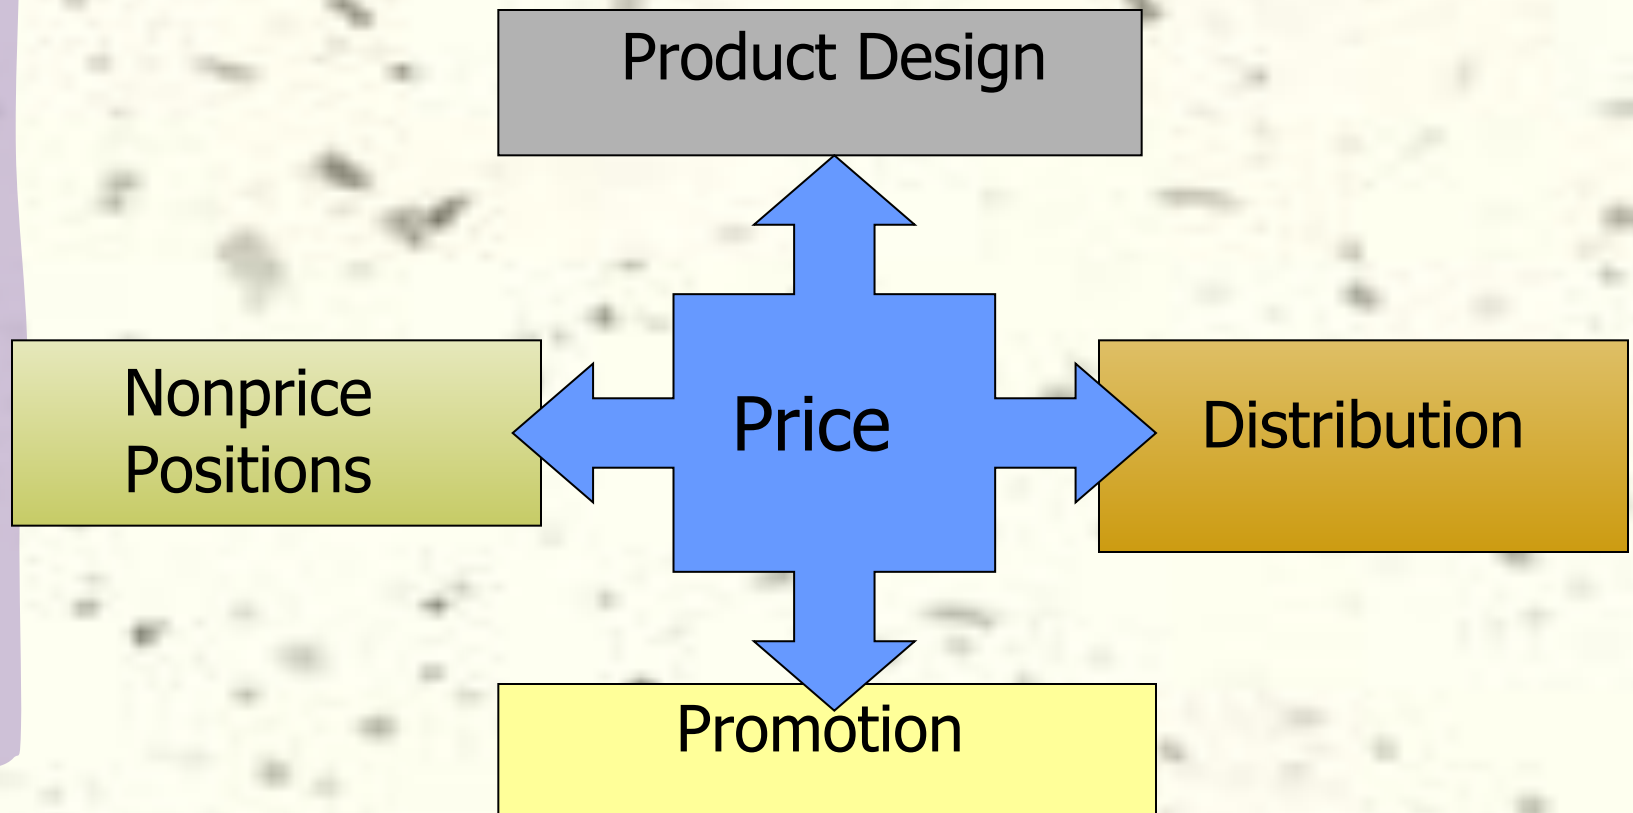 Product Design
Nonprice
Positions
Price
Distribution
Promotion